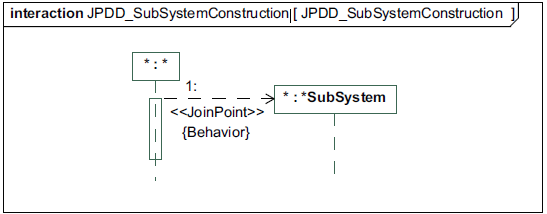 interaction JPDD_SubSystemConstruction[ JPDD_SubSystemConstruction ]
* : *
1:
* : *SubSystem
<<JoinPoint>>
{Behavior}